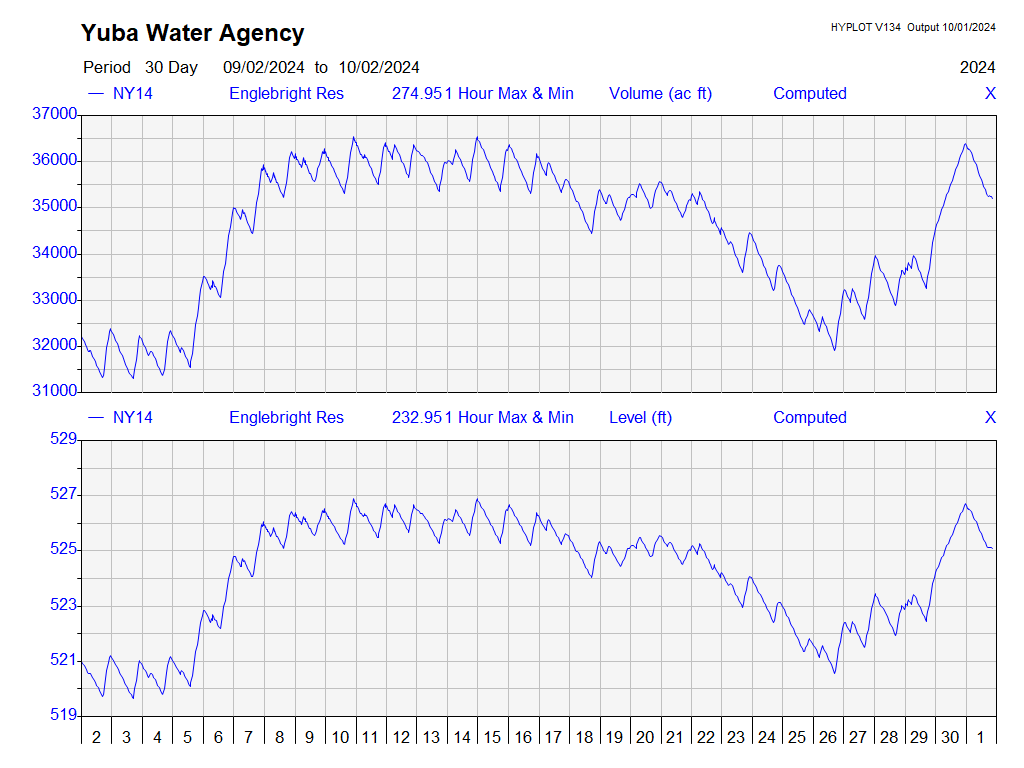 Yuba Water Agency
HYPLOT V134 Output 10/01/2024
Period 30 Day 09/02/2024 to 10/02/2024
2024
NY14 Englebright Res 274.951 Hour Max & Min Volume (ac ft) Computed X
37000
36000
35000
34000
33000
32000
31000
NY14 Englebright Res 232.951 Hour Max & Min Level (ft) Computed X
529
527
525
523
521
519
2 3 4 5 6 7 8 9 10 11 12 13 14 15 16 17 18 19 20 21 22 23 24 25 26 27 28 29 30 1